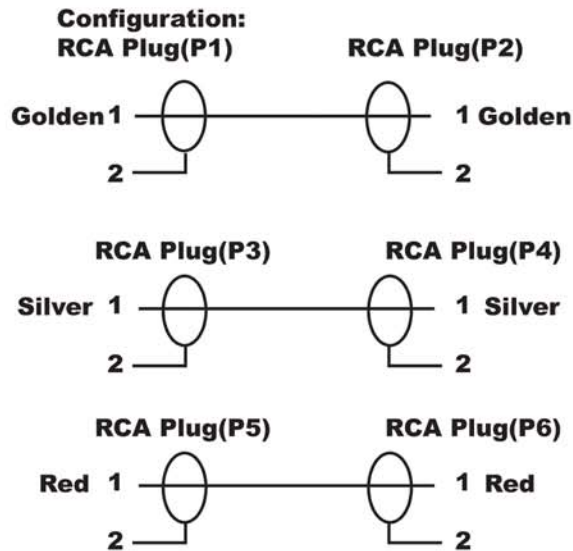 Configuration:
RCA Plug(P1) RCA Plug(P2)
Golden 1 1 Golden
2 2
RCA Plug(P3) RCA Plug(P4)
Silver 1 1 Silver
2 2
RCA Plug(P5) RCA Plug(P6)
Red 1 1 Red
2 2